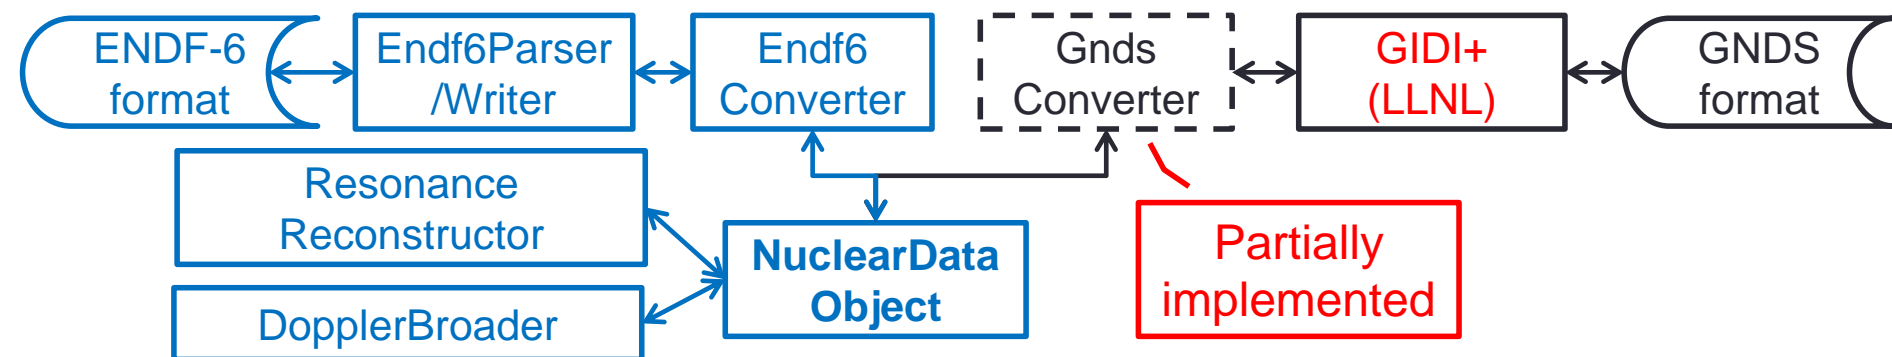 ENDF-6
format
Endf6Parser
/Writer
Endf6
Converter
Gnds
Converter
GIDI+
(LLNL)
GNDS
format
Resonance
Reconstructor
NuclearData
Object
Partially
implemented
DopplerBroader